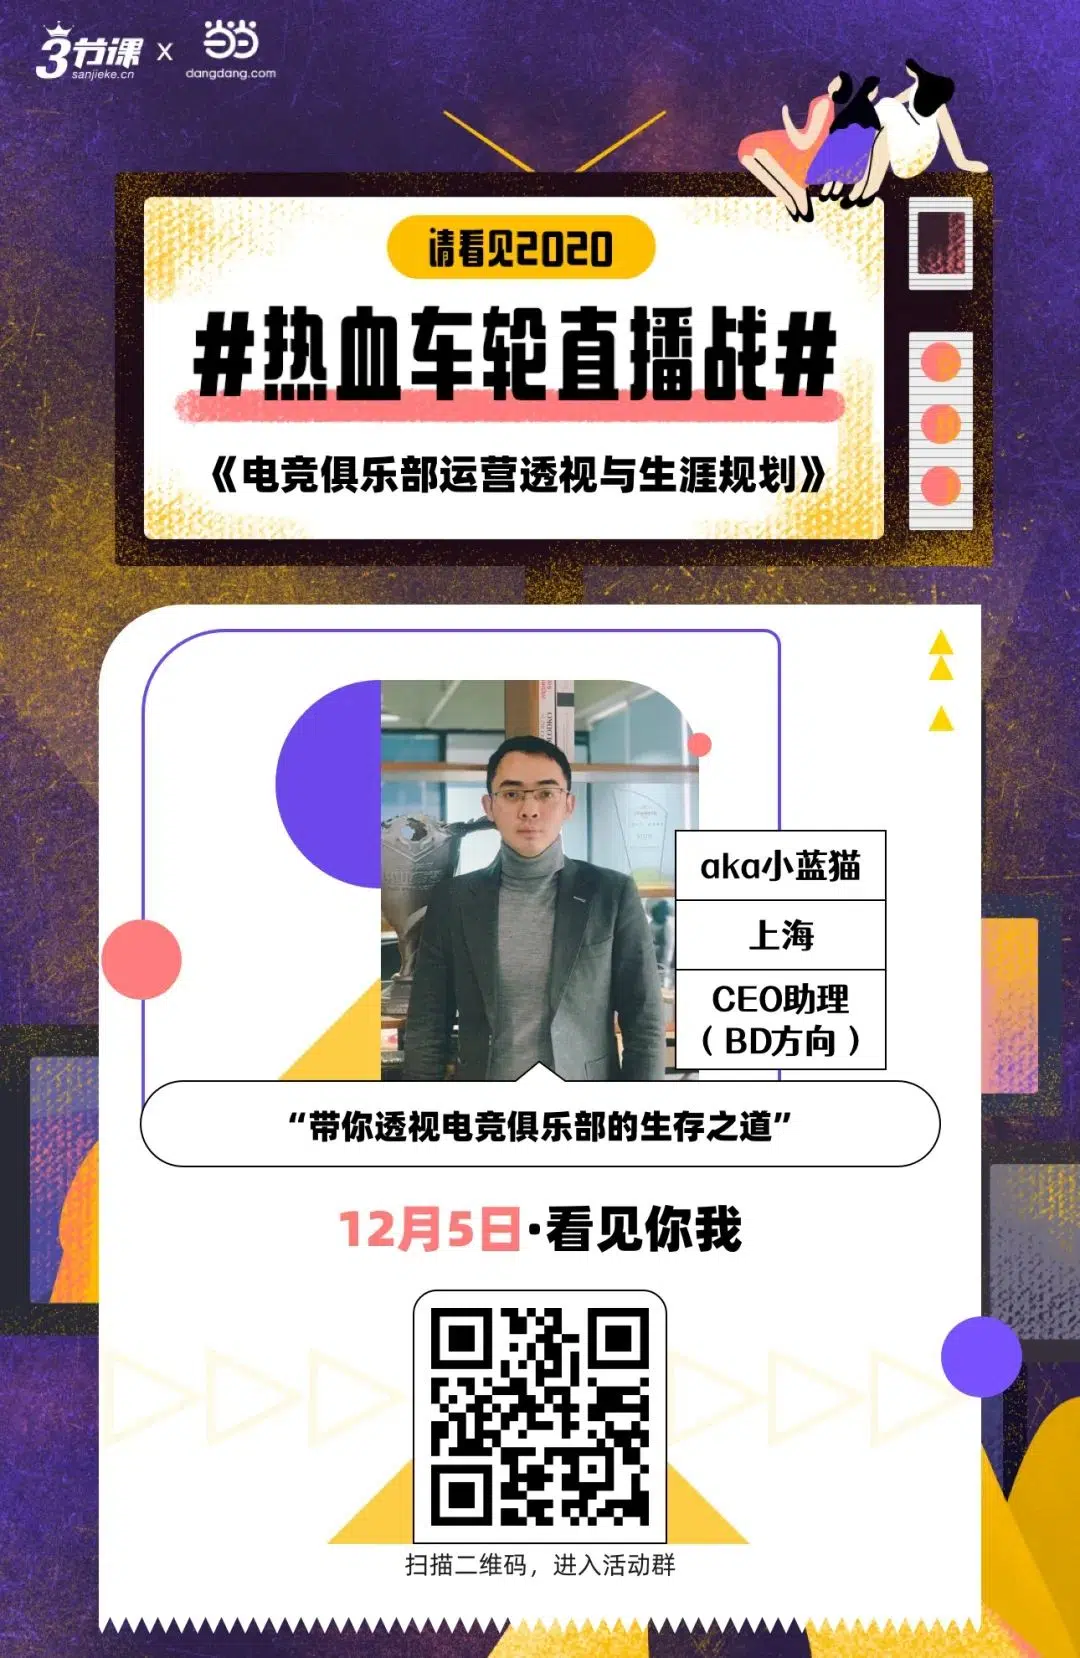 3节课
sanjieke.cn
x
当当
dangdang.com
请看见2020
#热血车轮直播战#
《电竞俱乐部运营透视与生涯规划》
aka小蓝猫
上海
CEO助理
（BD方向）
“带你透视电竞俱乐部的生存之道”
12月5日·看见你我
扫描二维码，进入活动群